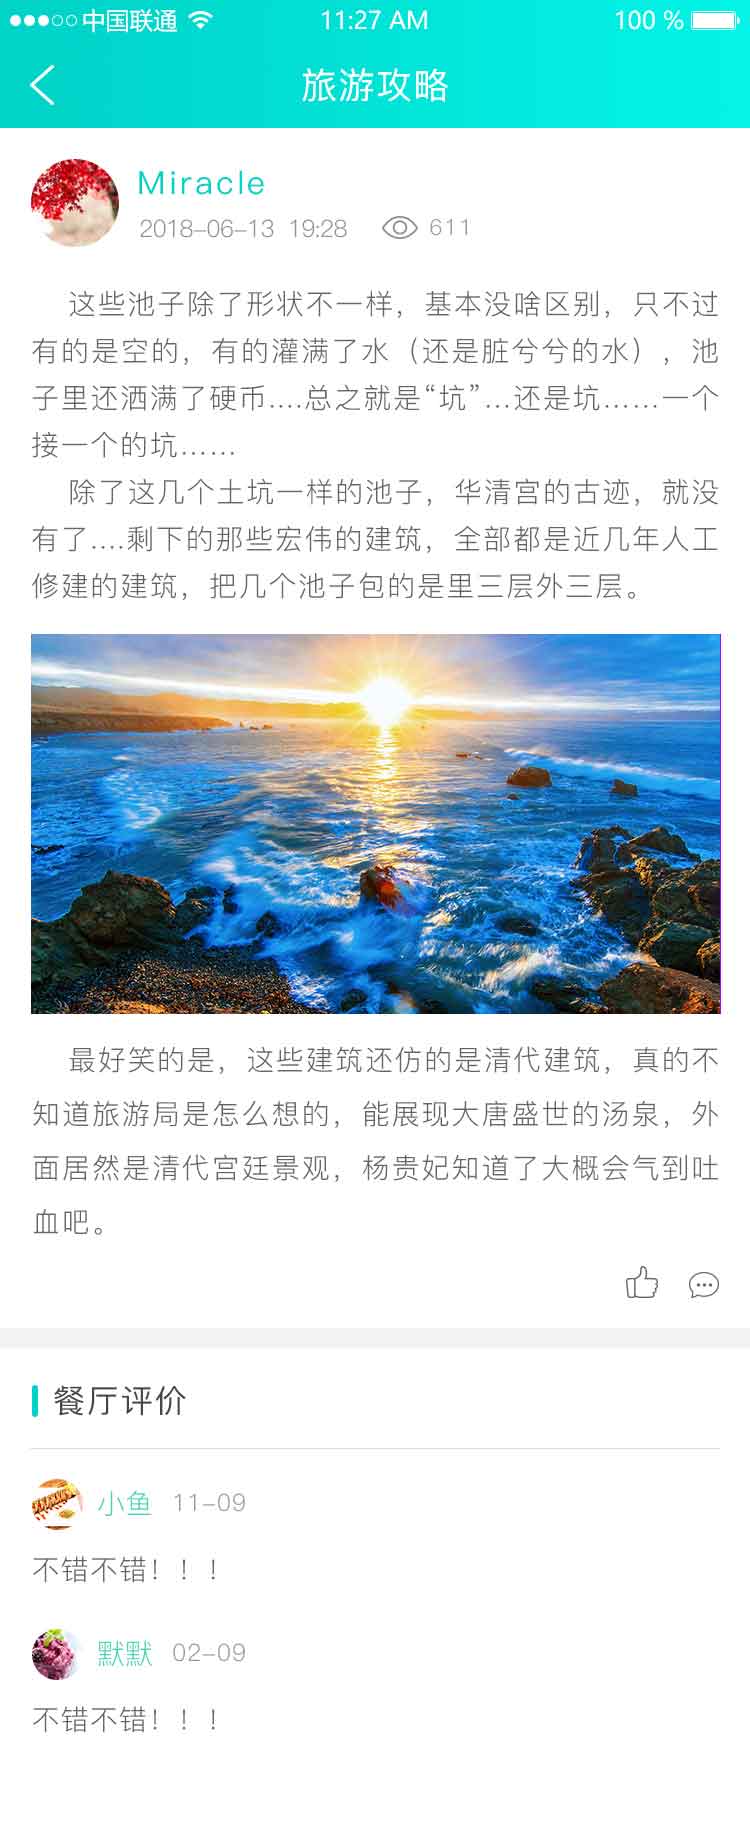 中国联通 11:27 AM 100 %
旅游攻略
Miracle
2018-06-13 19:28 611
这些池子除了形状不一样，基本没啥区别，只不过
有的是空的，有的灌满了水（还是脏兮兮的水），池
子里还洒满了硬币....总之就是“坑”...还是坑......一个
接一个的坑......
除了这几个土坑一样的池子，华清宫的古迹，就没
有了....剩下的那些宏伟的建筑，全部都是近几年人工
修建的建筑，把几个池子包的是里三层外三层。
最好笑的是，这些建筑还仿的是清代建筑，真的不
知道旅游局是怎么想的，能展现大唐盛世的汤泉，外
面居然是清代宫廷景观，杨贵妃知道了大概会气到吐
血吧。
餐厅评价
小鱼 11-09
不错不错！！！
默默 02-09
不错不错！！！